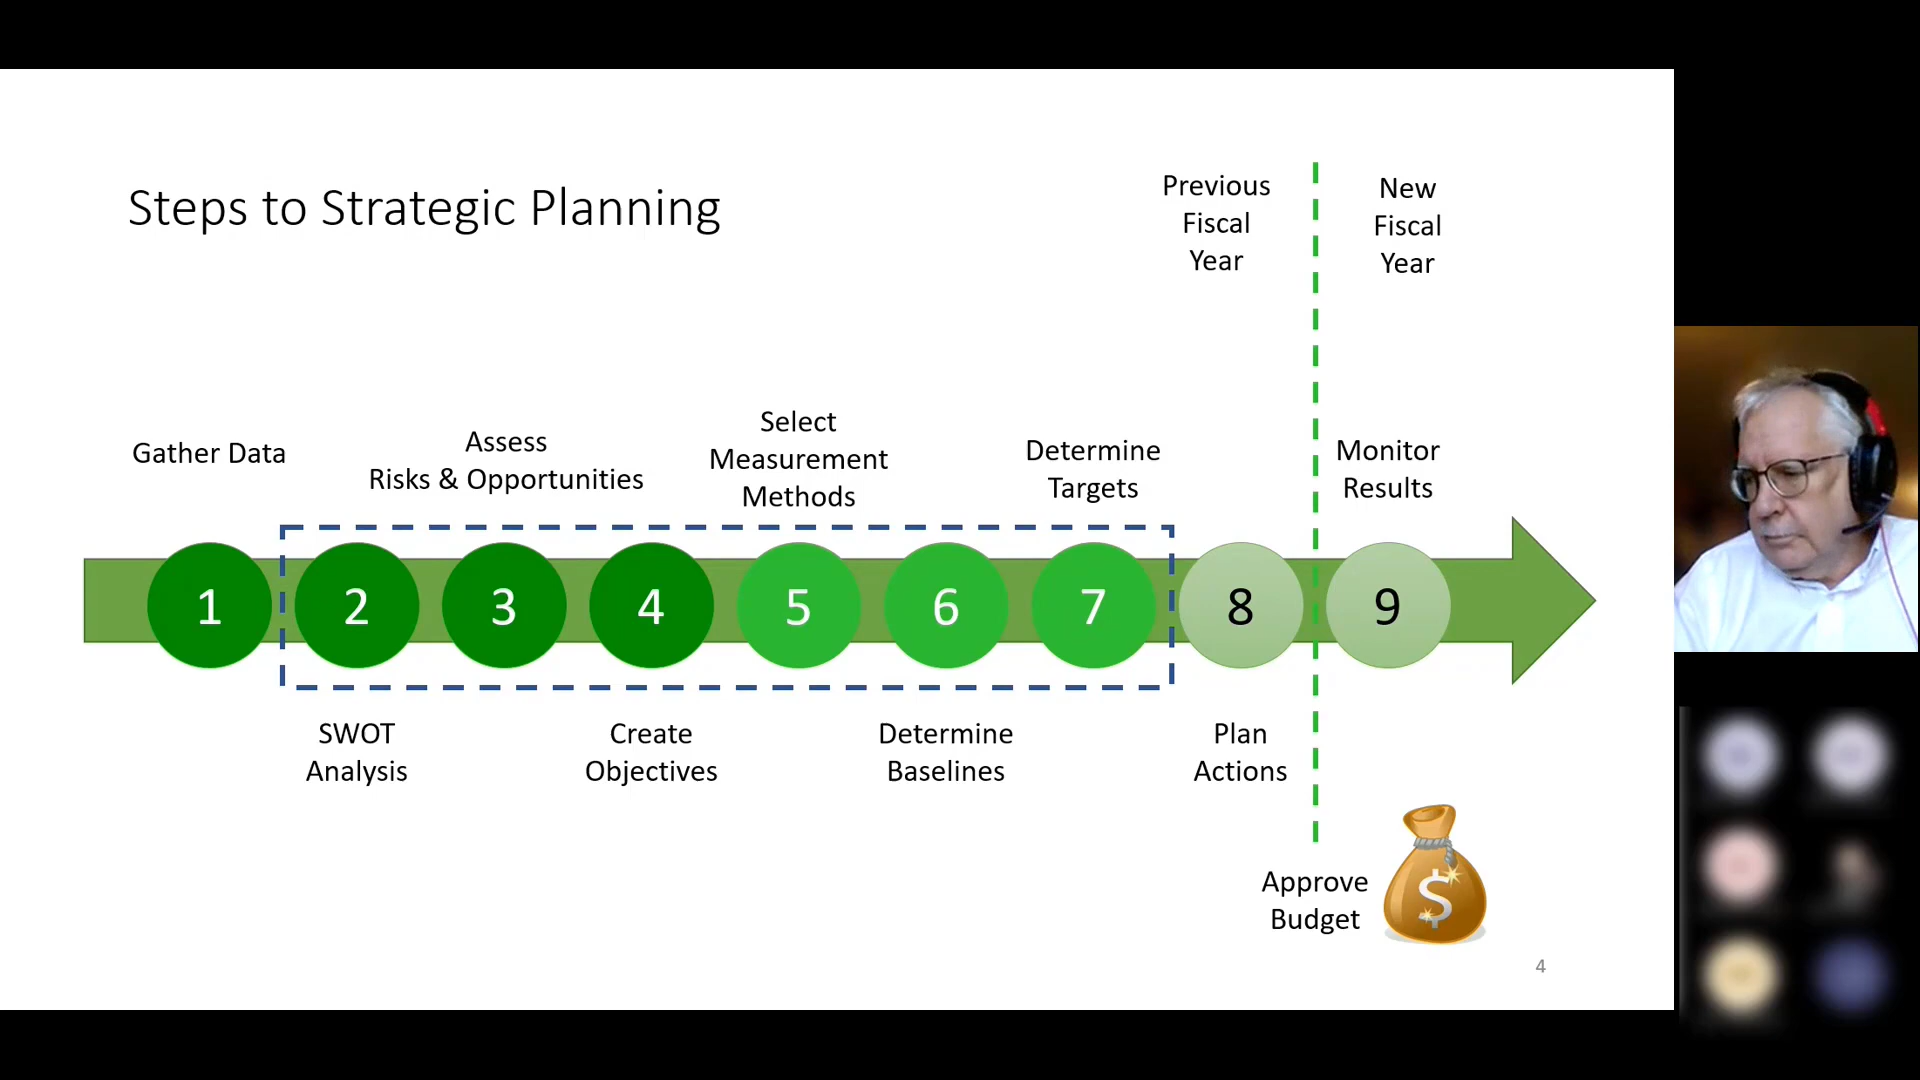 Steps to Strategic Planning
Previous
Fiscal
Year
New
Fiscal
Year
Gather Data
Assess
Risks & Opportunities
Select
Measurement
Methods
Determine
Targets
Monitor
Results
1
2
3
4
5
6
7
8
9
SWOT
Analysis
Create
Objectives
Determine
Baselines
Plan
Actions
Approve
Budget
$
4